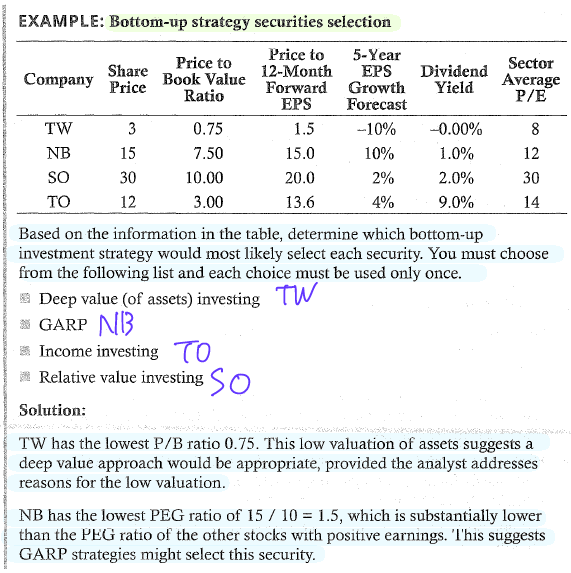 EXAMPLE: Bottom-up strategy securities selection
Company Share Price Price to Book Value Ratio Price to 12-Month Forward EPS 5-Year EPS Growth Forecast Dividend Yield Sector Average P/E
TW 3 0.75 1.5 –10% –0.00% 8
NB 15 7.50 15.0 10% 1.0% 12
SO 30 10.00 20.0 2% 2.0% 30
TO 12 3.00 13.6 4% 9.0% 14
Based on the information in the table, determine which bottom-up
investment strategy would most likely select each security. You must choose
from the following list and each choice must be used only once.
Deep value (of assets) investing TW
GARP NB
Income investing TO
Relative value investing SO
Solution:
TW has the lowest P/B ratio 0.75. This low valuation of assets suggests a
deep value approach would be appropriate, provided the analyst addresses
reasons for the low valuation.
NB has the lowest PEG ratio of 15 / 10 = 1.5, which is substantially lower
than the PEG ratio of the other stocks with positive earnings. This suggests
GARP strategies might select this security.